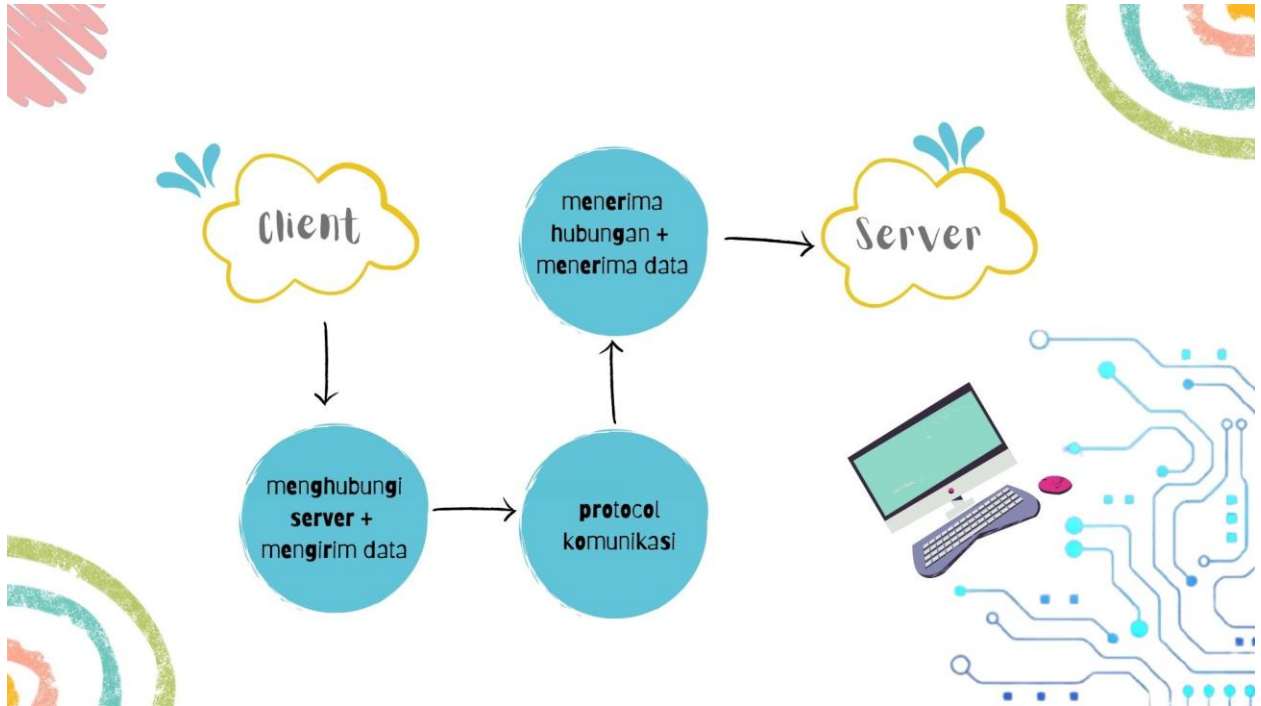 Client
menghubungi
server +
mengirim data
protocol
komunikasi
menerima
hubungan +
menerima data
Server